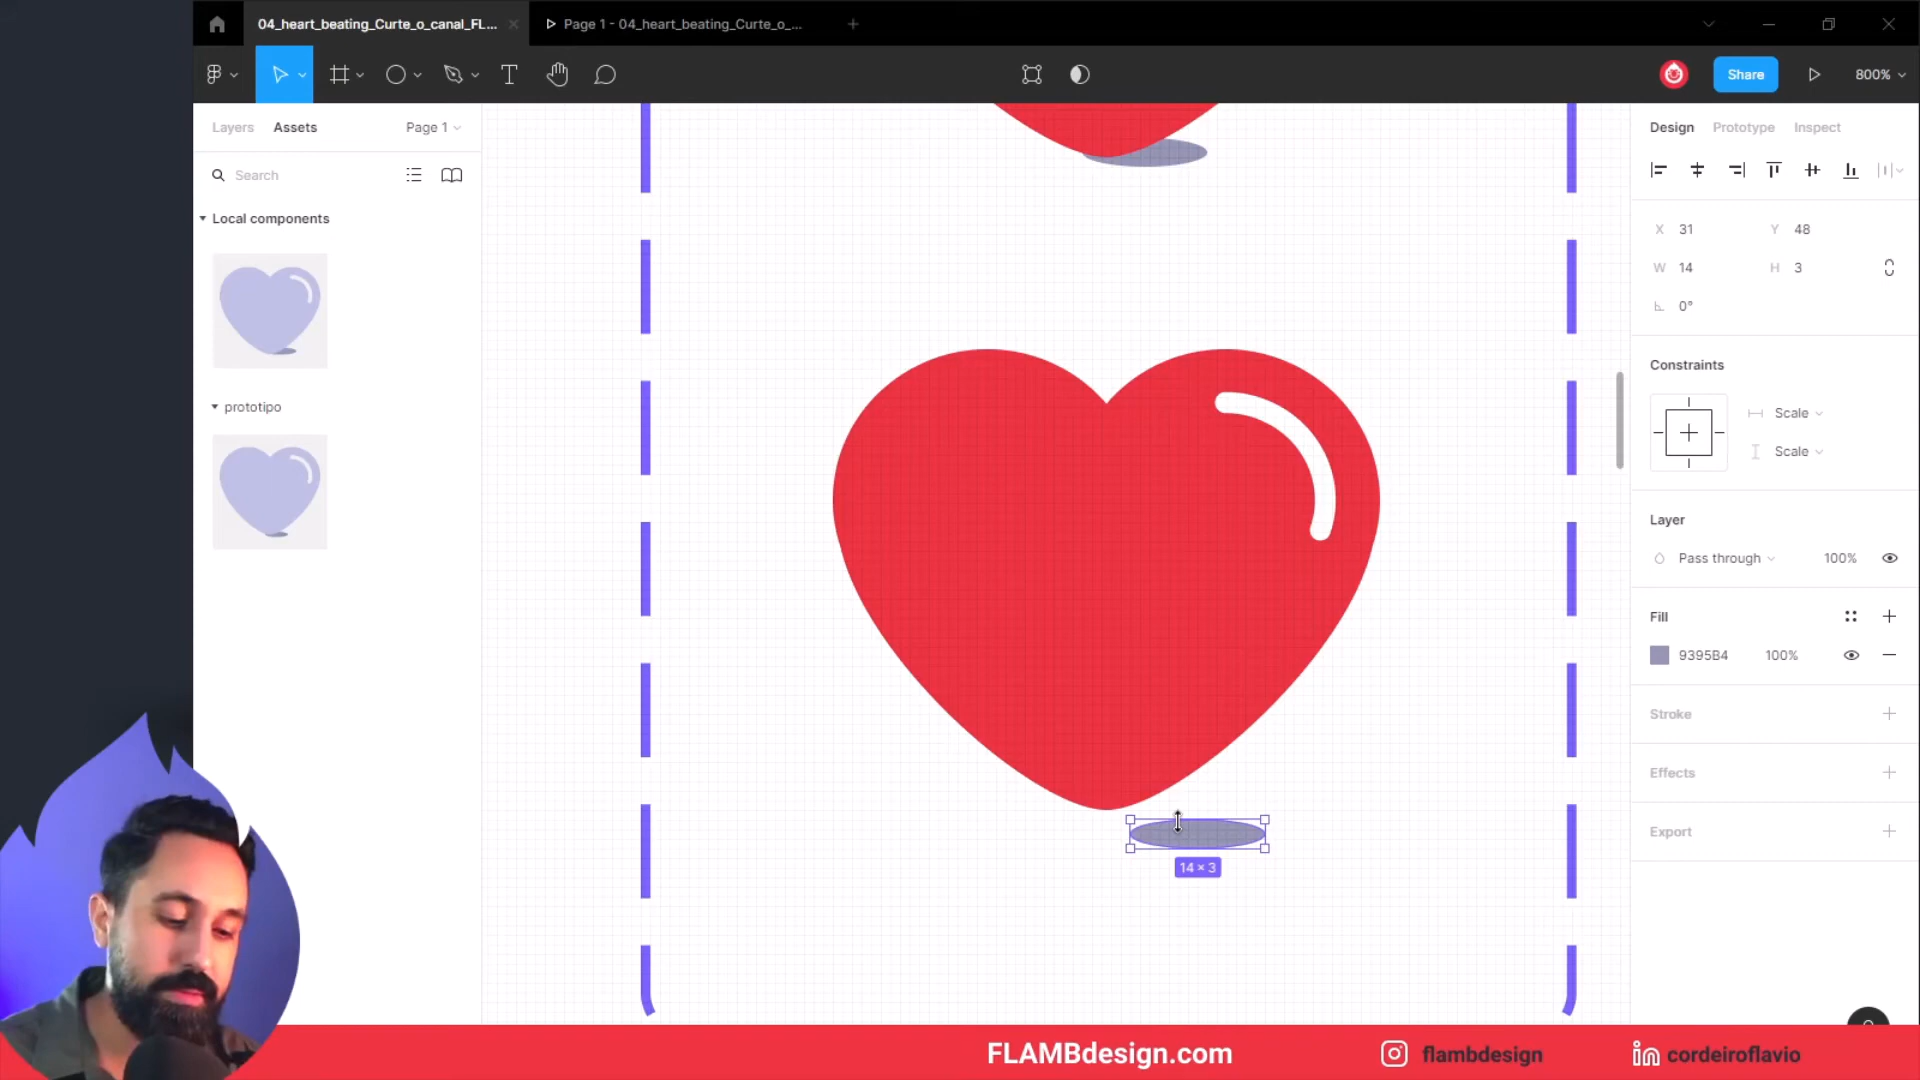 04_heart_beating_Curte_o_canal_FL...
Page 1 - 04_heart_beating_Curte_o_...
Share
800%
Layers
Assets
Page 1
Search
Local components
prototipo
Design
Prototype
Inspect
X 31
Y 48
W 14
H 3
0°
Constraints
Scale
Scale
Layer
Pass through
100%
Fill
9395B4
100%
Stroke
Effects
Export
14 × 3
FLAMBdesign.com
flambdesign
in cordeiroflavio